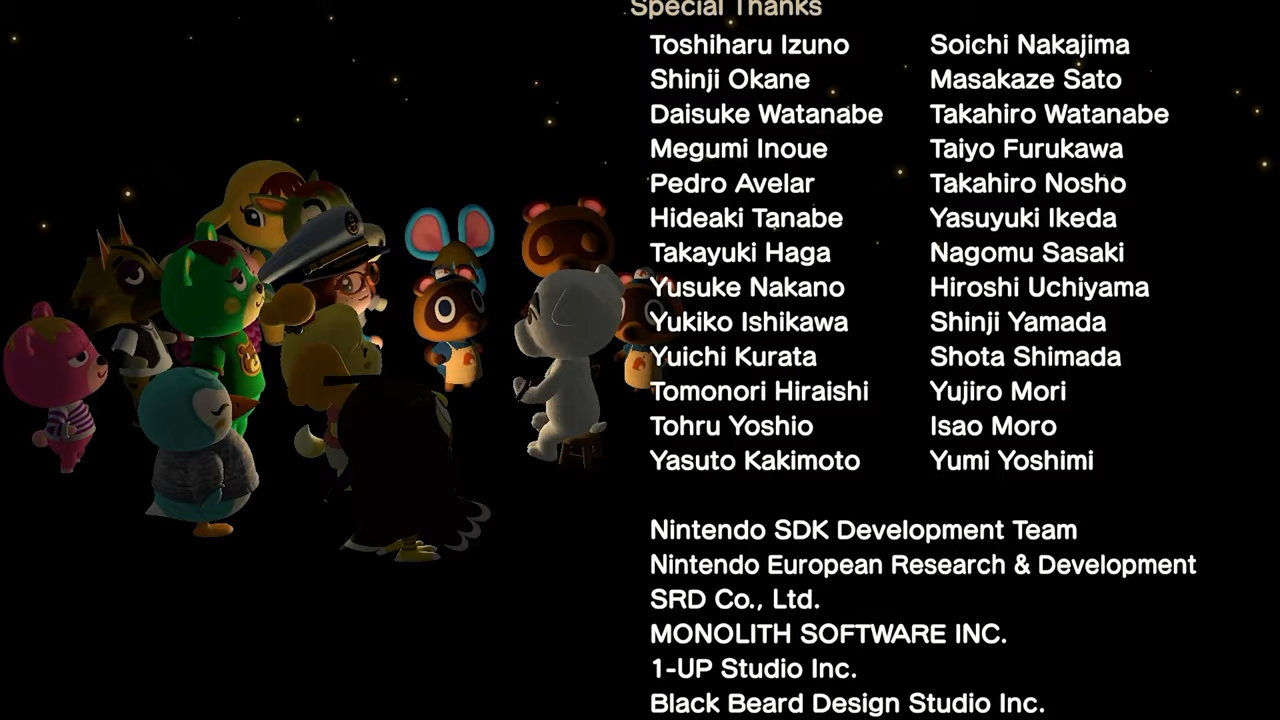 Special Thanks
Toshiharu Izuno Soichi Nakajima
Shinji Okane Masakaze Sato
Daisuke Watanabe Takahiro Watanabe
Megumi Inoue Taiyo Furukawa
Pedro Avelar Takahiro Nosho
Hideaki Tanabe Yasuyuki Ikeda
Takayuki Haga Nagomu Sasaki
Yusuke Nakano Hiroshi Uchiyama
Yukiko Ishikawa Shinji Yamada
Yuichi Kurata Shota Shimada
Tomonori Hiraishi Yujiro Mori
Tohru Yoshio Isao Moro
Yasuto Kakimoto Yumi Yoshimi
Nintendo SDK Development Team
Nintendo European Research & Development
SRD Co., Ltd.
MONOLITH SOFTWARE INC.
1-UP Studio Inc.
Black Beard Design Studio Inc.